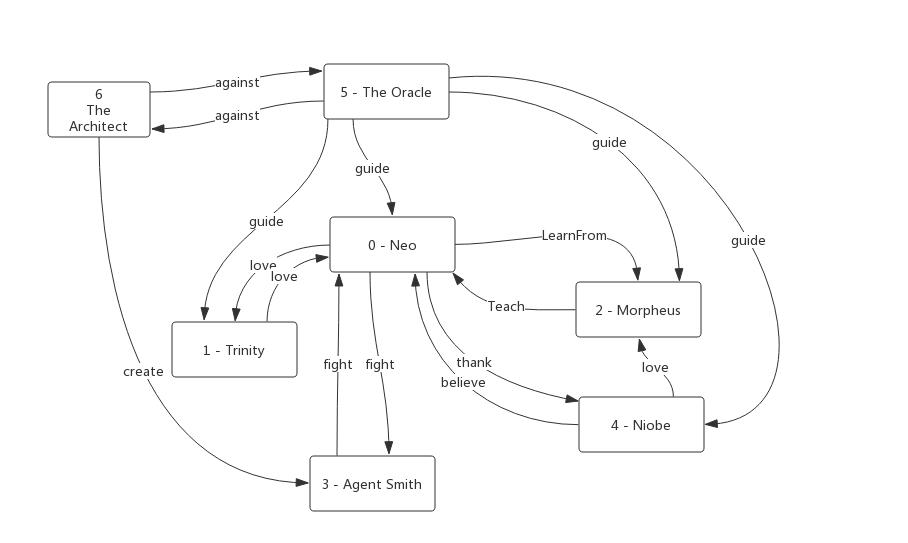 6
The
Architect
against
5 - The Oracle
against
guide
guide
guide
guide
0 - Neo
LearnFrom
love
love
Teach
2 - Morpheus
1 - Trinity
create
fight
fight
thank
believe
love
4 - Niobe
3 - Agent Smith